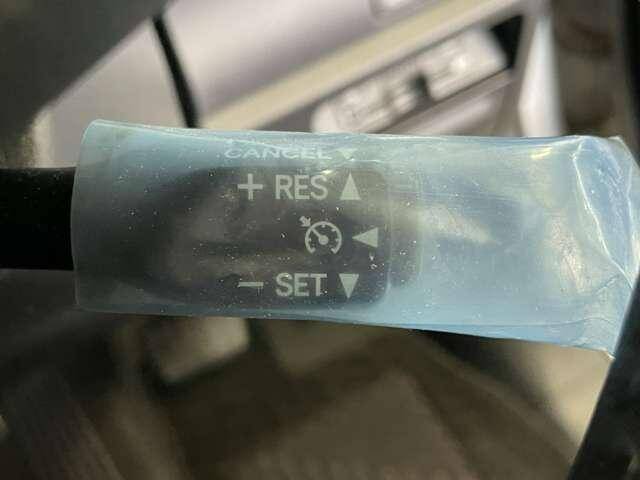 CANCEL ▼
+ RES ▲
◀
− SET ▼